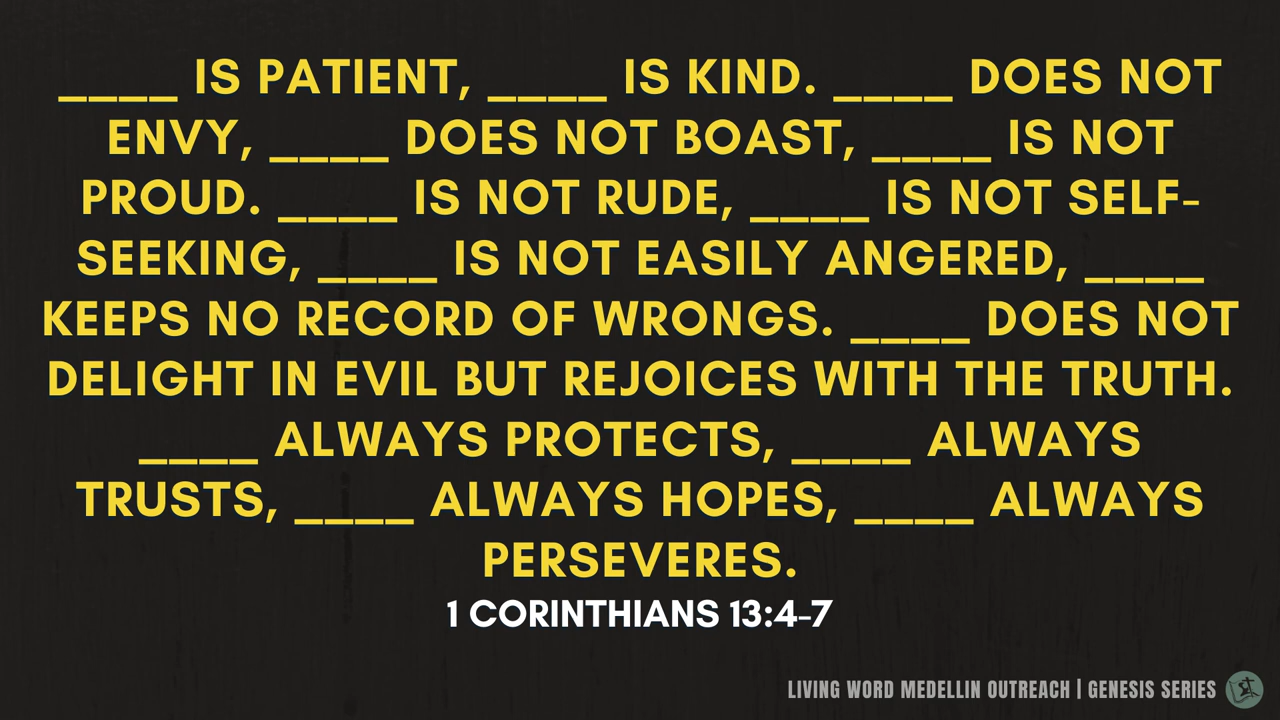 ____ IS PATIENT, ____ IS KIND. ____ DOES NOT
ENVY, ____ DOES NOT BOAST, ____ IS NOT
PROUD. ____ IS NOT RUDE, ____ IS NOT SELF-
SEEKING, ____ IS NOT EASILY ANGERED, ____
KEEPS NO RECORD OF WRONGS. ____ DOES NOT
DELIGHT IN EVIL BUT REJOICES WITH THE TRUTH.
____ ALWAYS PROTECTS, ____ ALWAYS
TRUSTS, ____ ALWAYS HOPES, ____ ALWAYS
PERSEVERES.
1 CORINTHIANS 13:4-7
LIVING WORD MEDELLIN OUTREACH | GENESIS SERIES